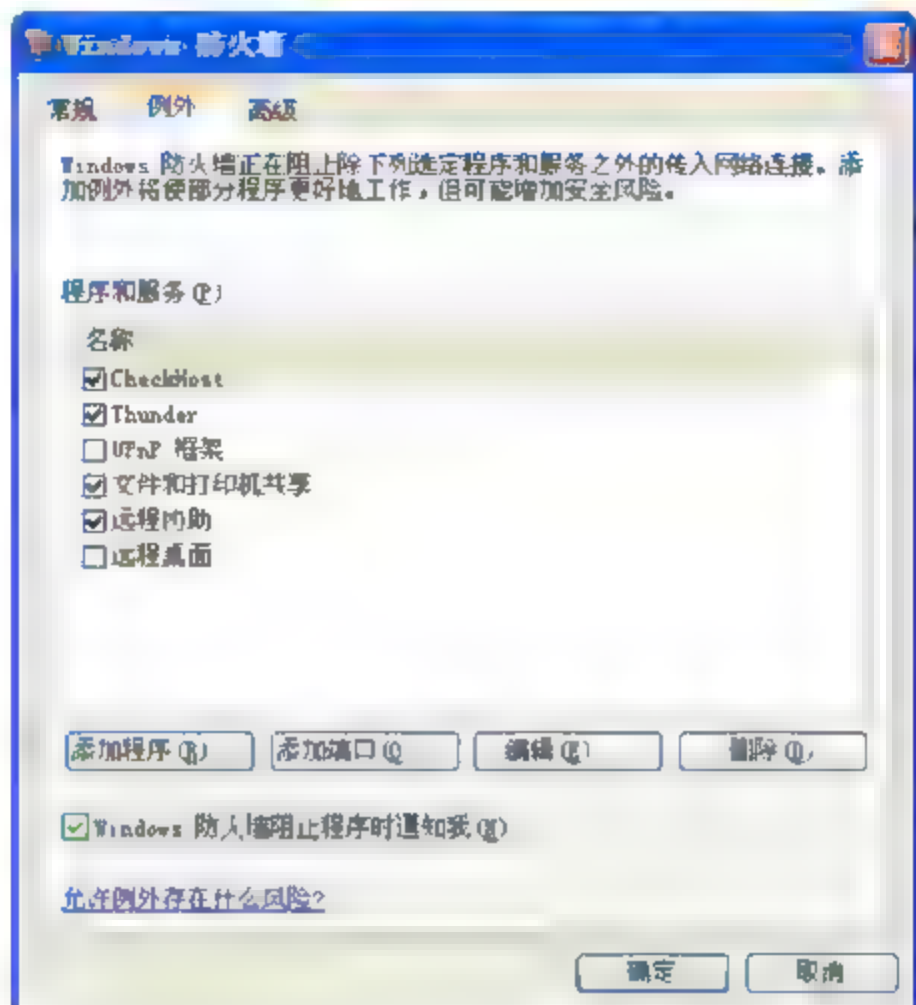 Windows 防火墙
常规 例外 高级
Windows 防火墙正在阻止除下列选定程序和服务之外的传入网络连接。添
加例外将使部分程序更好地工作，但可能增加安全风险。
程序和服务(P)
名称
CheckHost
Thunder
UPnP 框架
文件和打印机共享
远程协助
远程桌面
添加程序(R) 添加端口(O 编辑(E) 删除(D)
Windows 防火墙阻止程序时通知我(N)
允许例外存在什么风险?
确定 取消